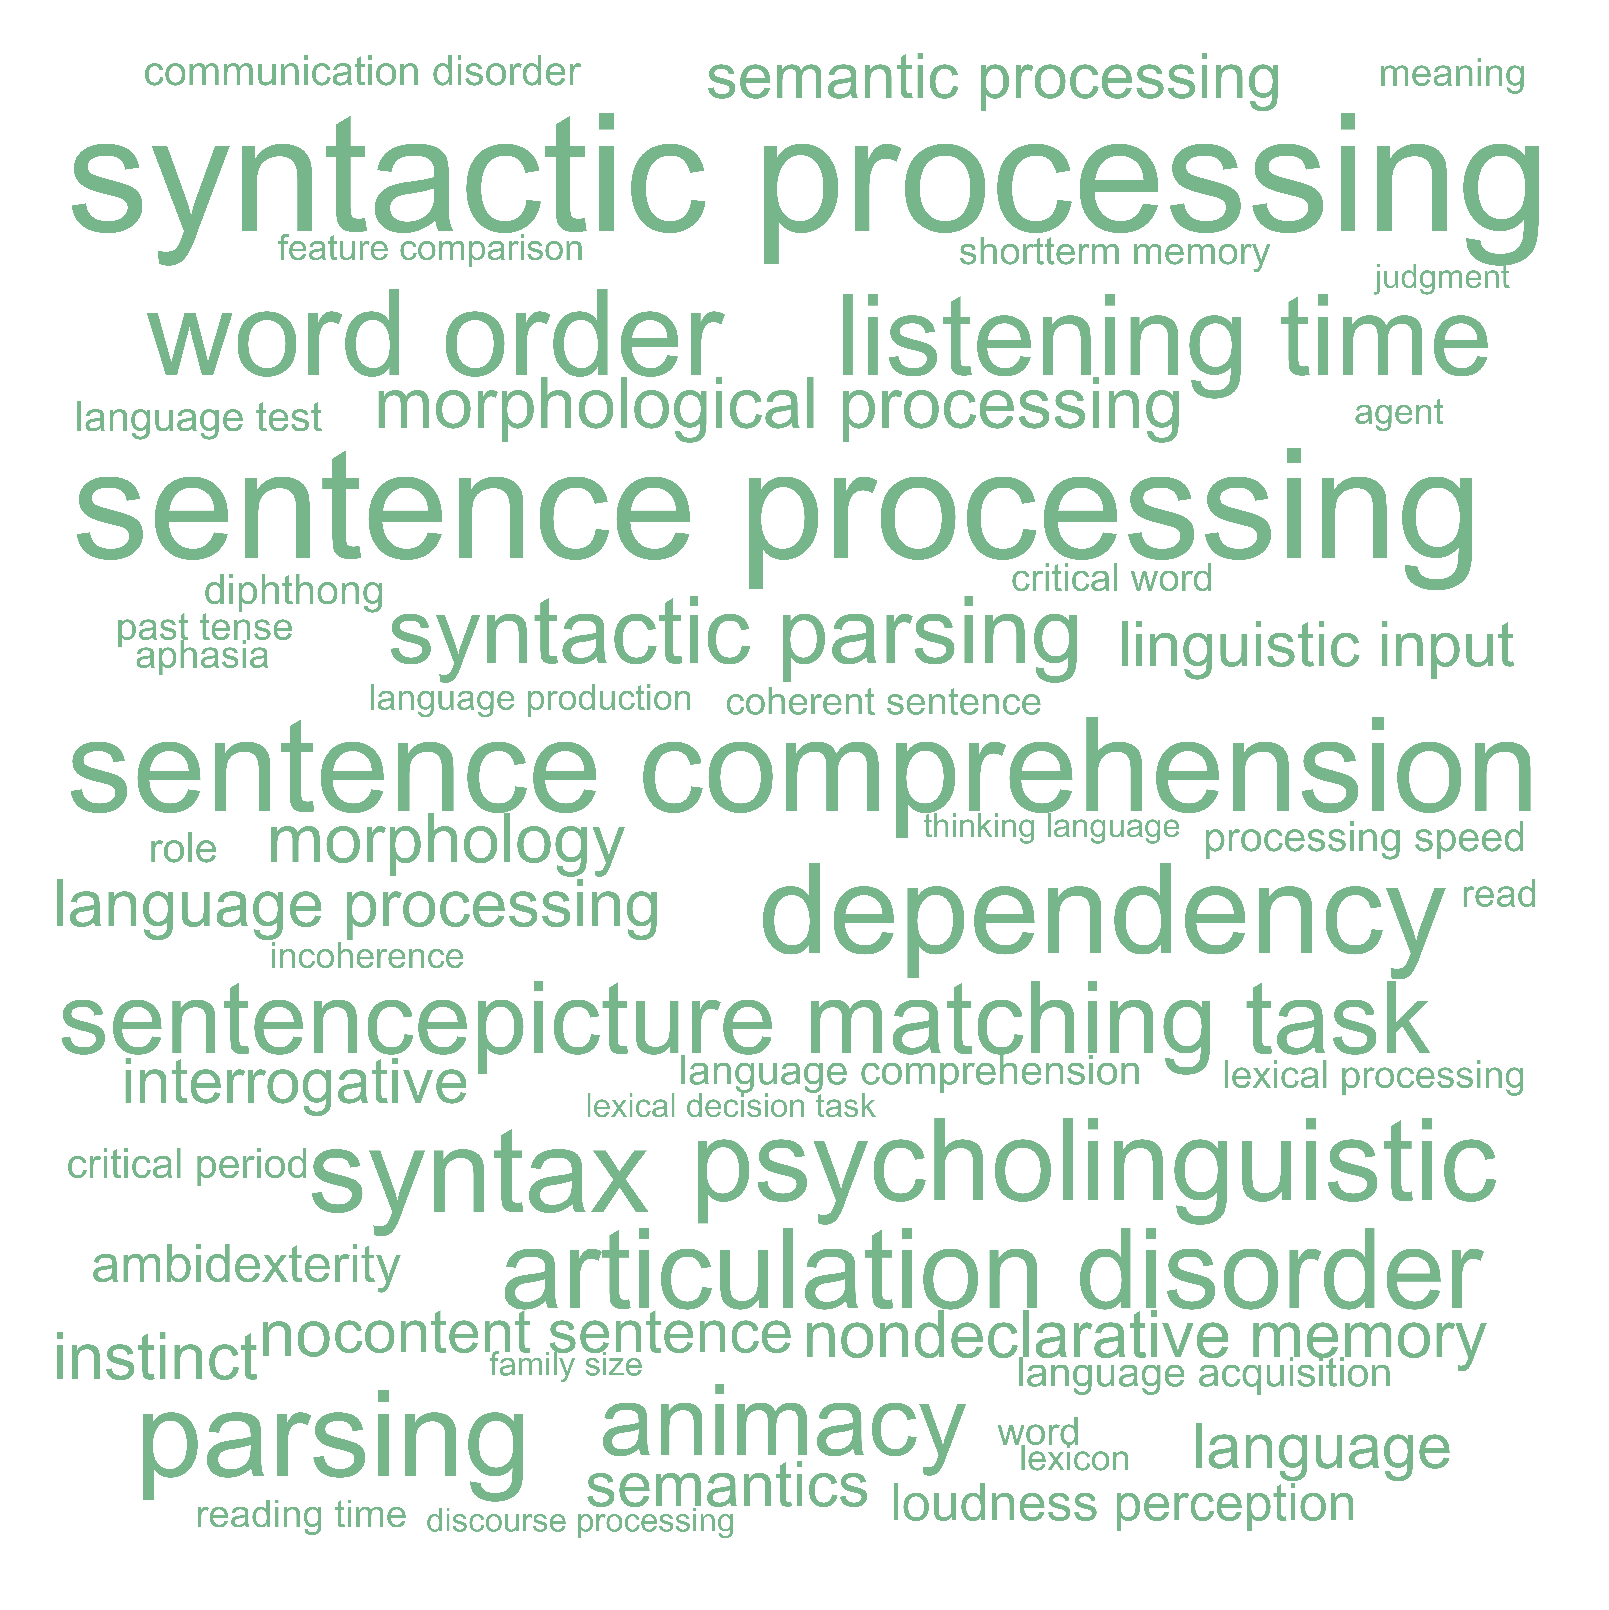 communication disorder
semantic processing
meaning
syntactic processing
feature comparison
shortterm memory
judgment
word order
listening time
language test
morphological processing
agent
sentence processing
diphthong
critical word
past tense
syntactic parsing
linguistic input
aphasia
language production
coherent sentence
sentence comprehension
role
morphology
thinking language
processing speed
language processing
dependency
read
incoherence
sentencepicture matching task
interrogative
language comprehension
lexical processing
lexical decision task
critical period
syntax
psycholinguistic
ambidexterity
articulation disorder
instinct
nocontent sentence
nondeclarative memory
family size
language acquisition
parsing
animacy
word
language
lexicon
semantics
loudness perception
reading time
discourse processing